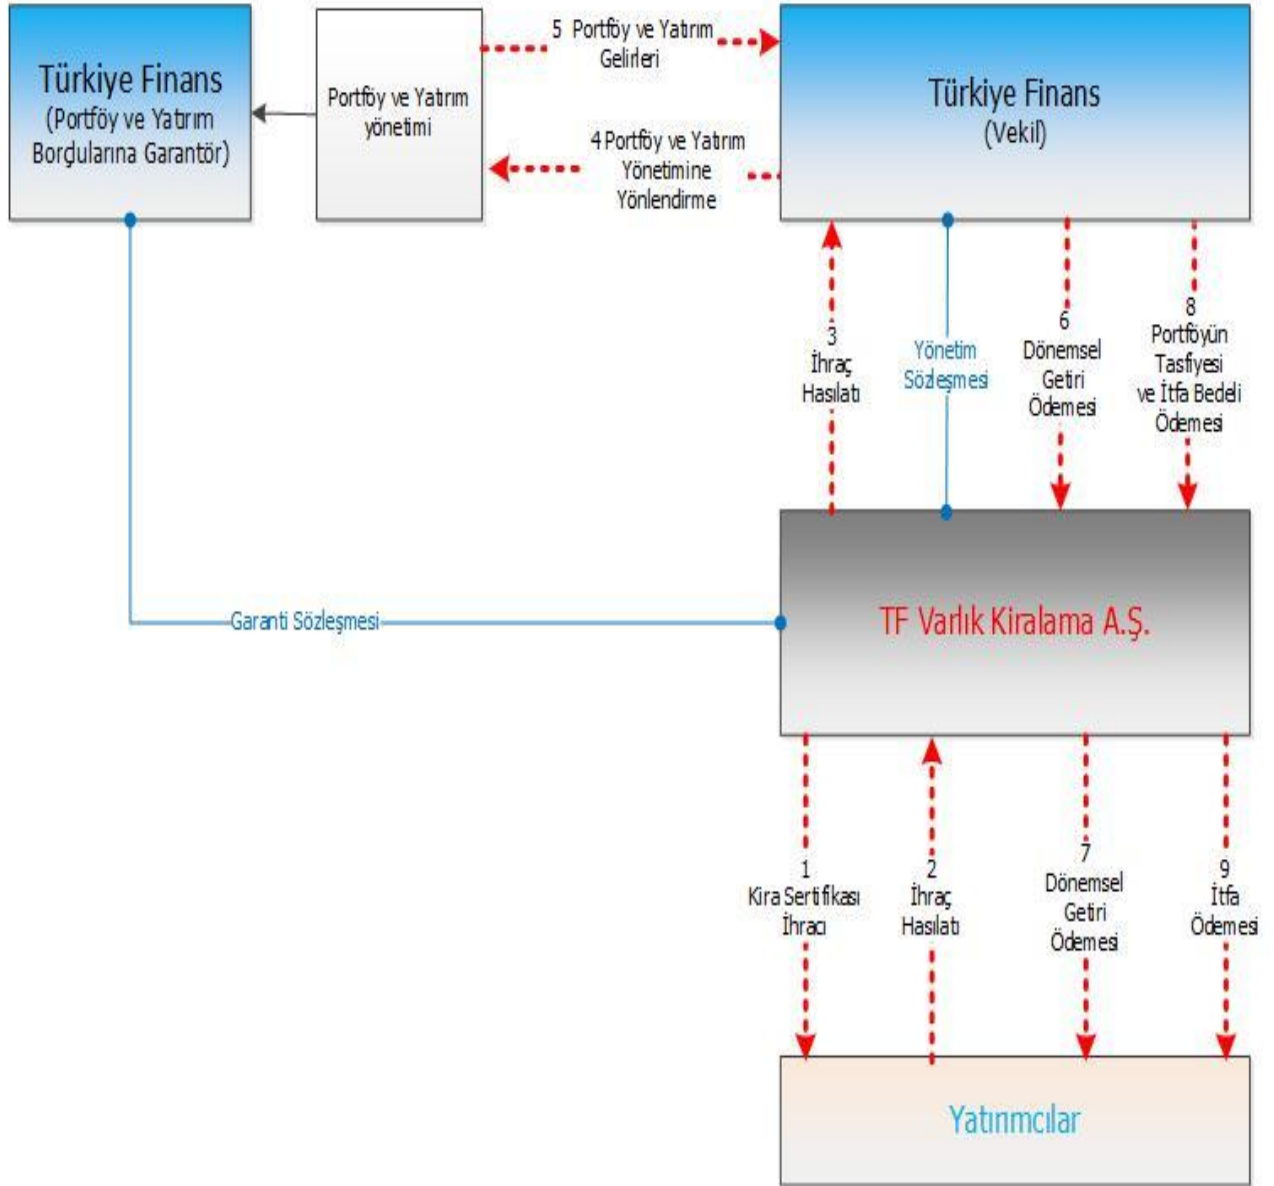 Türkiye Finans
(Portföy ve Yatırım
Borçlularına Garantör)
Portföy ve Yatırım
yönetimi
5 Portföy ve Yatırım
Gelirleri
4 Portföy ve Yatırım
Yönetimine
Yönlendirme
Türkiye Finans
(Vekil)
3
İhraç
Hasılatı
Yönetim
Sözleşmesi
6
Dönemsel
Getiri
Ödemesi
8
Portföyün
Tasfiyesi
ve İtfa Bedeli
Ödemesi
Garanti Sözleşmesi
TF Varlık Kiralama A.Ş.
1
Kira Sertifikası
İhracı
2
İhraç
Hasılatı
7
Dönemsel
Getiri
Ödemesi
9
İtfa
Ödemesi
Yatırımcılar